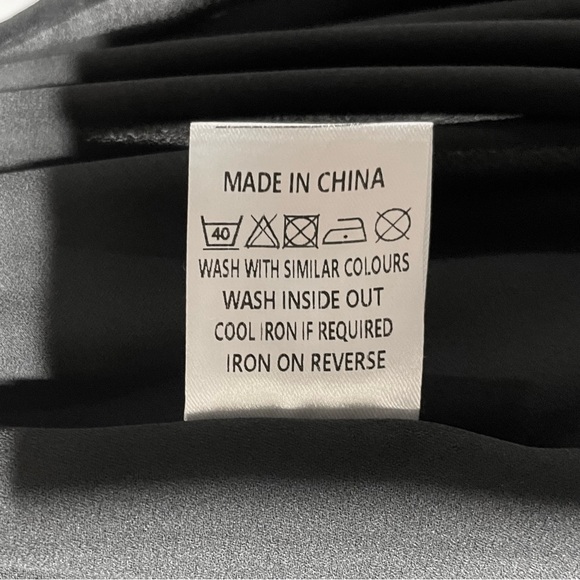 MADE IN CHINA
40
WASH WITH SIMILAR COLOURS
WASH INSIDE OUT
COOL IRON IF REQUIRED
IRON ON REVERSE